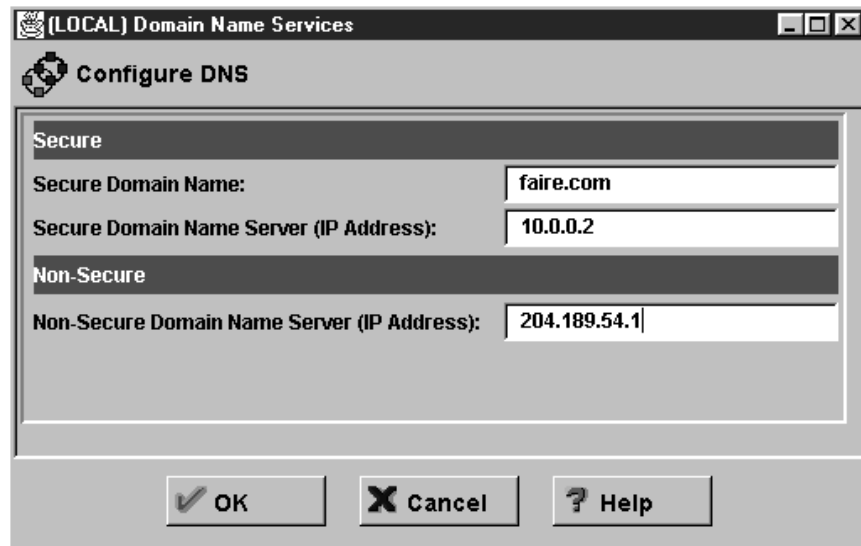 (LOCAL) Domain Name Services
Configure DNS
Secure
Secure Domain Name: faire.com
Secure Domain Name Server (IP Address): 10.0.0.2
Non-Secure
Non-Secure Domain Name Server (IP Address): 204.189.54.1
OK Cancel ? Help